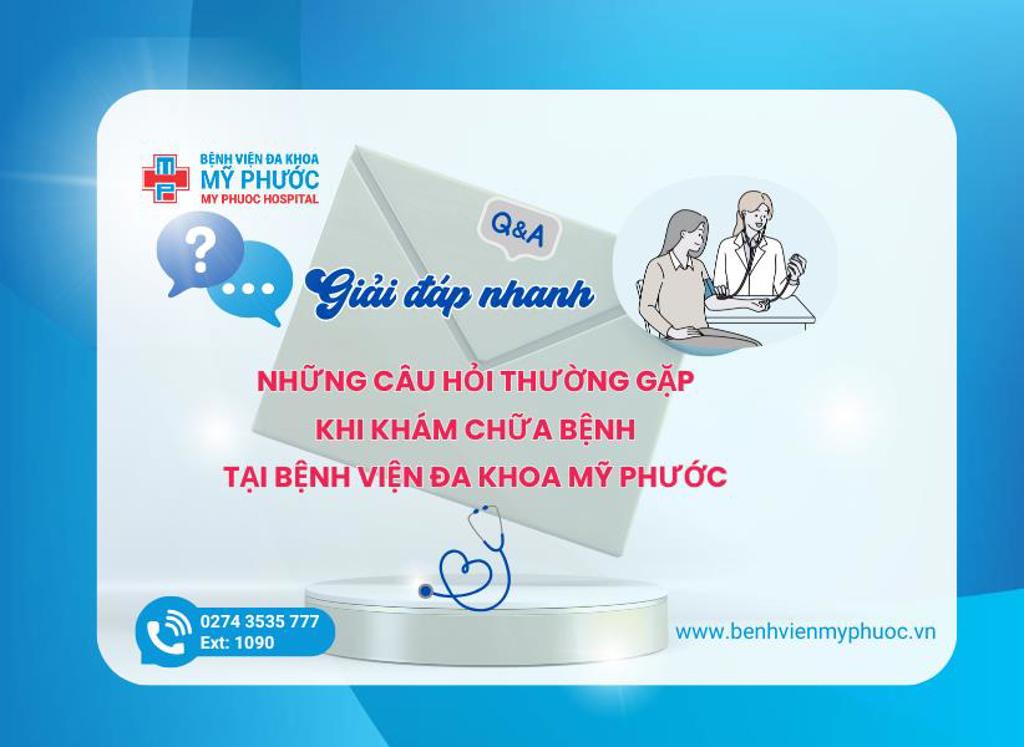 BỆNH VIỆN ĐA KHOA
MỸ PHƯỚC
MY PHUOC HOSPITAL
Q&A
?
Giải đáp nhanh
NHỮNG CÂU HỎI THƯỜNG GẶP
KHI KHÁM CHỮA BỆNH
TẠI BỆNH VIỆN ĐA KHOA MỸ PHƯỚC
0274 3535 777
Ext: 1090
www.benhvienmyphuoc.vn